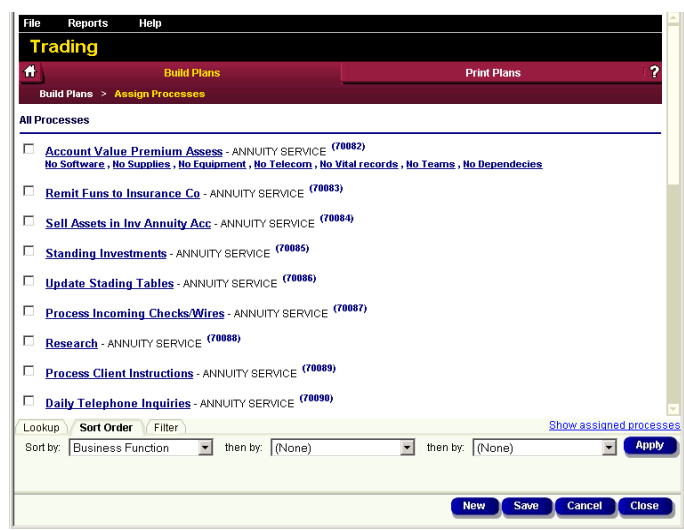 File Reports Help
Trading
Build Plans Print Plans ?
Build Plans > Assign Processes
All Processes
Account Value Premium Assess - ANNUITY SERVICE (70082)
No Software , No Supplies , No Equipment , No Telecom , No Vital records , No Teams , No Dependecies
Remit Funs to Insurance Co - ANNUITY SERVICE (70083)
Sell Assets in Inv Annuity Acc - ANNUITY SERVICE (70084)
Standing Investments - ANNUITY SERVICE (70085)
Update Stading Tables - ANNUITY SERVICE (70086)
Process Incoming Checks/Wires - ANNUITY SERVICE (70087)
Research - ANNUITY SERVICE (70088)
Process Client Instructions - ANNUITY SERVICE (70089)
Daily Telephone Inquiries - ANNUITY SERVICE (70090)
Lookup Sort Order Filter Show assigned processes
Sort by: Business Function then by: (None) then by: (None) Apply
New Save Cancel Close